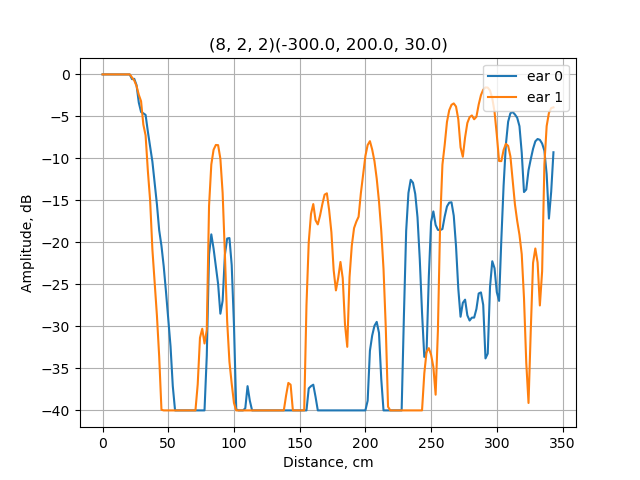 (8, 2, 2)(-300.0, 200.0, 30.0)
ear 0
ear 1
0
−5
−10
−15
−20
−25
−30
−35
−40
Amplitude, dB
0 50 100 150 200 250 300 350
Distance, cm